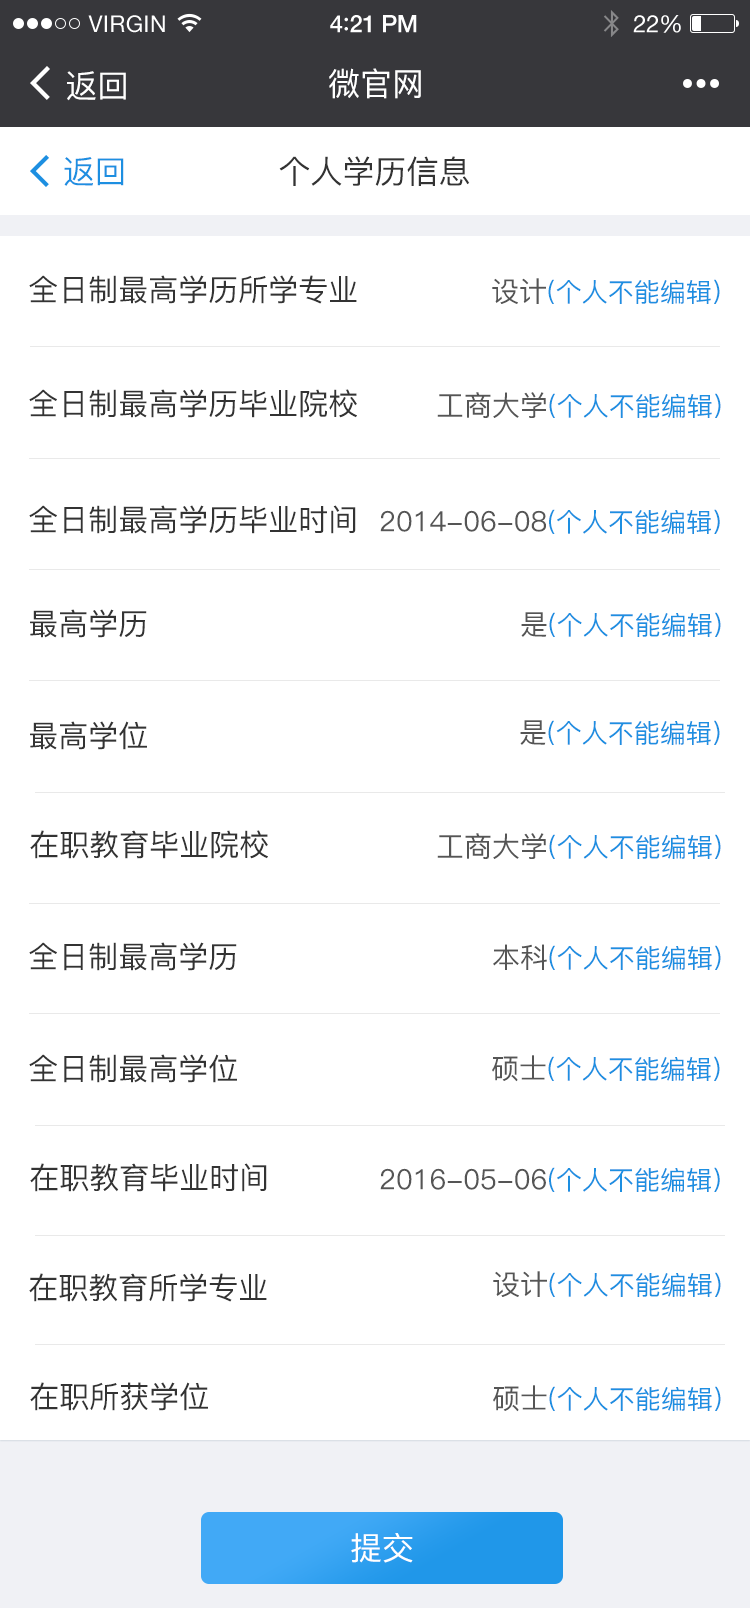 VIRGIN 4:21 PM 22%
返回 微官网
返回 个人学历信息
全日制最高学历所学专业 设计(个人不能编辑)
全日制最高学历毕业院校 工商大学(个人不能编辑)
全日制最高学历毕业时间 2014-06-08(个人不能编辑)
最高学历 是(个人不能编辑)
最高学位 是(个人不能编辑)
在职教育毕业院校 工商大学(个人不能编辑)
全日制最高学历 本科(个人不能编辑)
全日制最高学位 硕士(个人不能编辑)
在职教育毕业时间 2016-05-06(个人不能编辑)
在职教育所学专业 设计(个人不能编辑)
在职所获学位 硕士(个人不能编辑)
提交